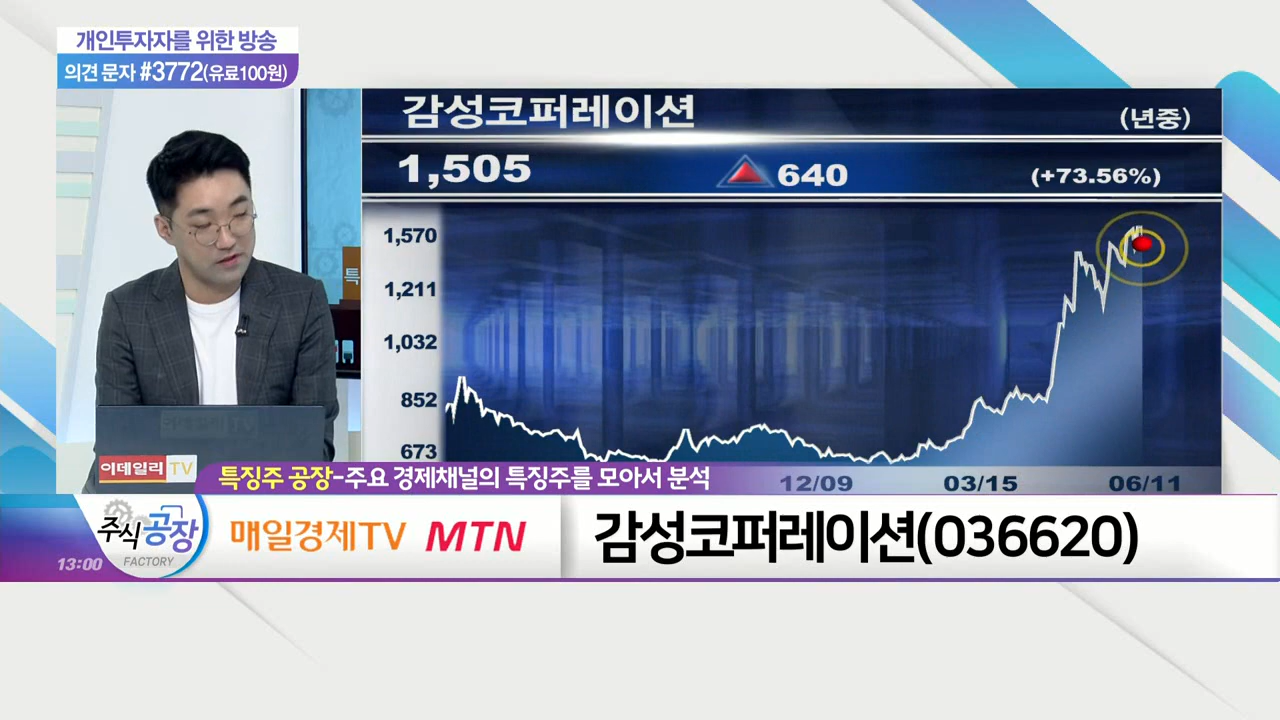 개인투자자를 위한 방송
의견 문자 #3772(유료100원)
감성코퍼레이션
(년중)
1,505
640
(+73.56%)
1,570
1,211
1,032
852
673
12/09
03/15
06/11
특
이데일리 TV
특징주 공장-주요 경제채널의 특징주를 모아서 분석
주식공장
FACTORY
13:00
매일경제TV MTN
감성코퍼레이션(036620)